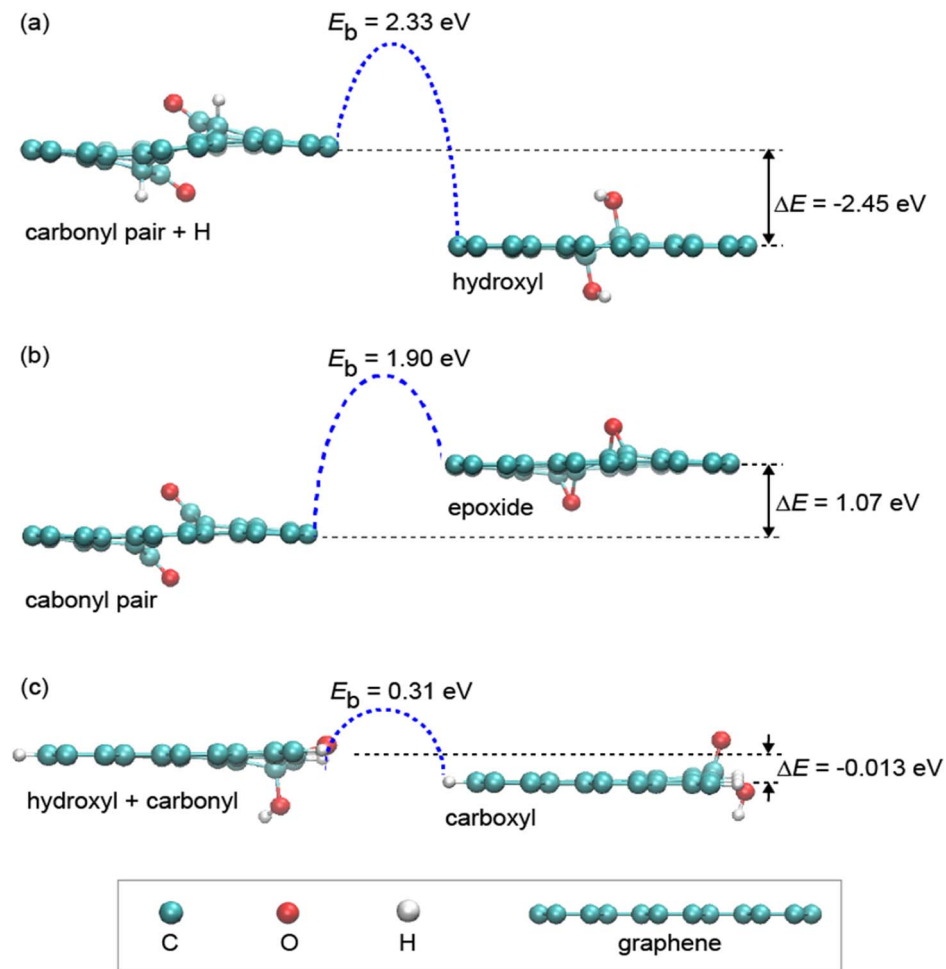 (a)
E_b = 2.33 eV
carbonyl pair + H
hydroxyl
ΔE = -2.45 eV
(b)
E_b = 1.90 eV
epoxide
ΔE = 1.07 eV
cabonyl pair
(c)
E_b = 0.31 eV
hydroxyl + carbonyl
carboxyl
ΔE = -0.013 eV
C O H graphene